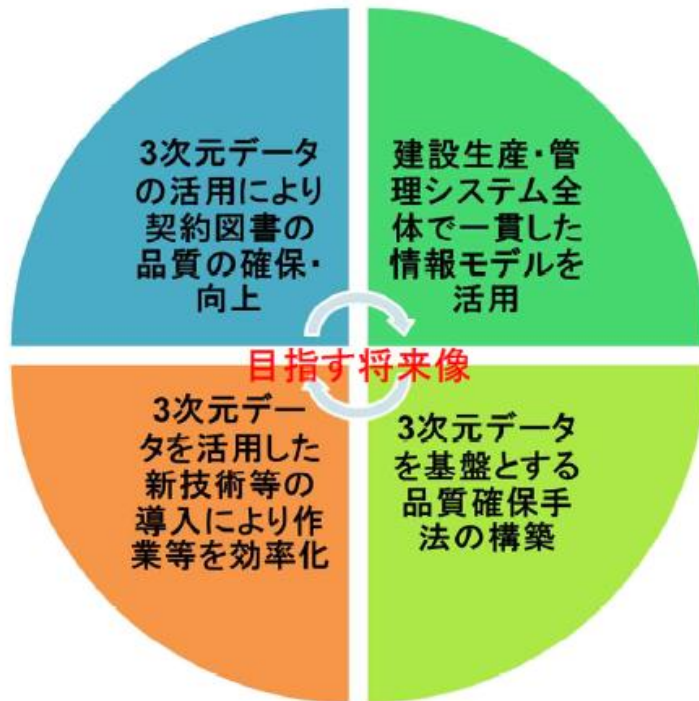 3次元データ
の活用により
契約図書の
品質の確保・
向上
建設生産・管
理システム全
体で一貫した
情報モデルを
活用
目指す将来像
3次元デー
タを活用した
新技術等の
導入により作
業等を効率化
3次元データ
を基盤とする
品質確保手
法の構築